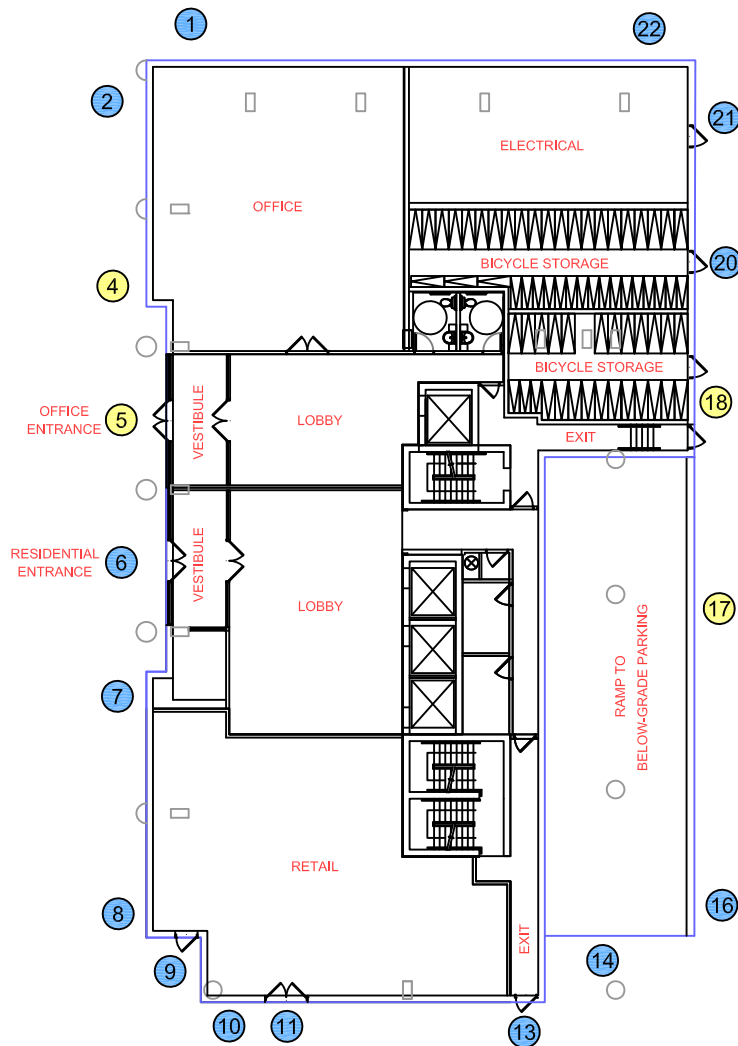 1
22
2
21
ELECTRICAL
OFFICE
BICYCLE STORAGE
20
4
BICYCLE STORAGE
18
OFFICE
ENTRANCE
5
VESTIBULE
LOBBY
EXIT
RESIDENTIAL
ENTRANCE
6
VESTIBULE
LOBBY
17
RAMP TO
BELOW-GRADE PARKING
7
RETAIL
8
16
EXIT
9
14
10
11
13